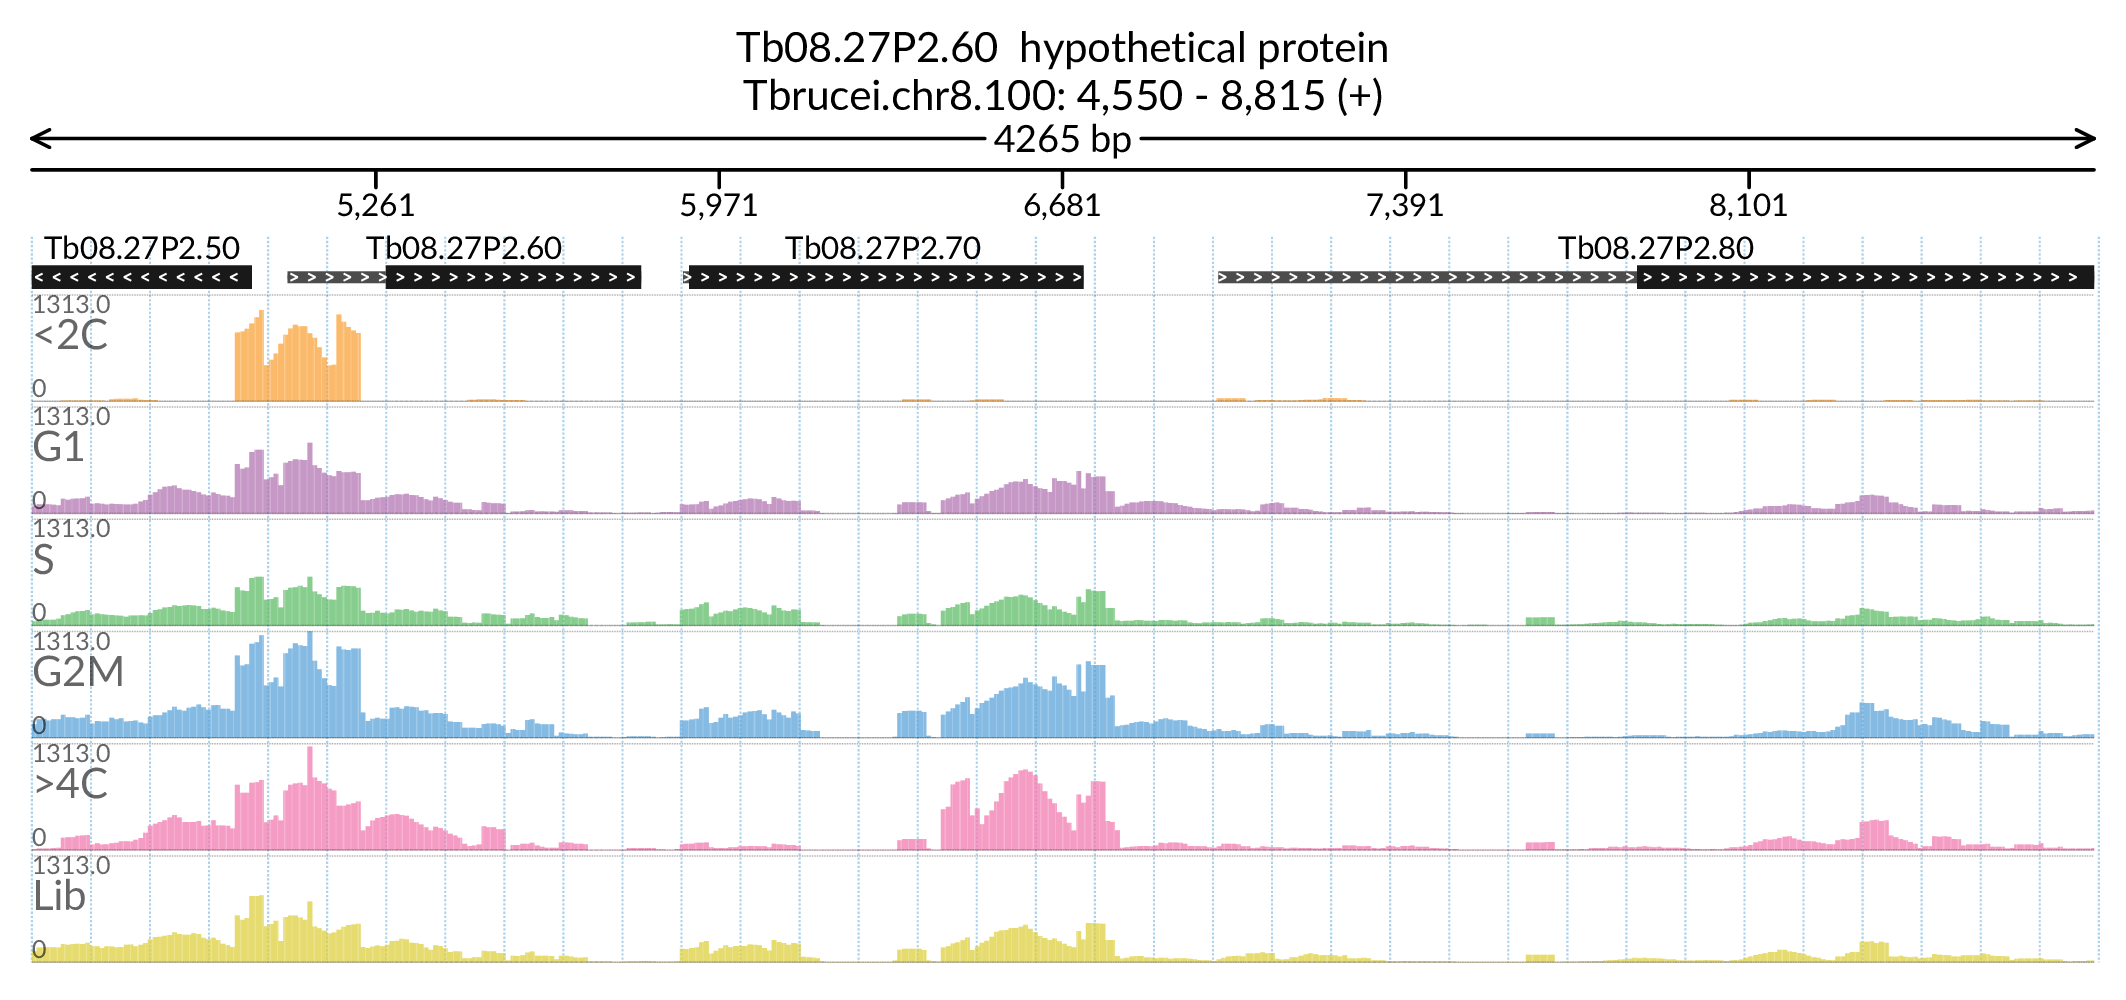 Tb08.27P2.60 hypothetical protein
Tbrucei.chr8.100: 4,550 - 8,815 (+)
4265 bp
5,261 5,971 6,681 7,391 8,101
Tb08.27P2.50 Tb08.27P2.60 Tb08.27P2.70 Tb08.27P2.80
1313.0
<2C
0
1313.0
G1
0
1313.0
S
0
1313.0
G2M
0
1313.0
>4C
0
1313.0
Lib
0